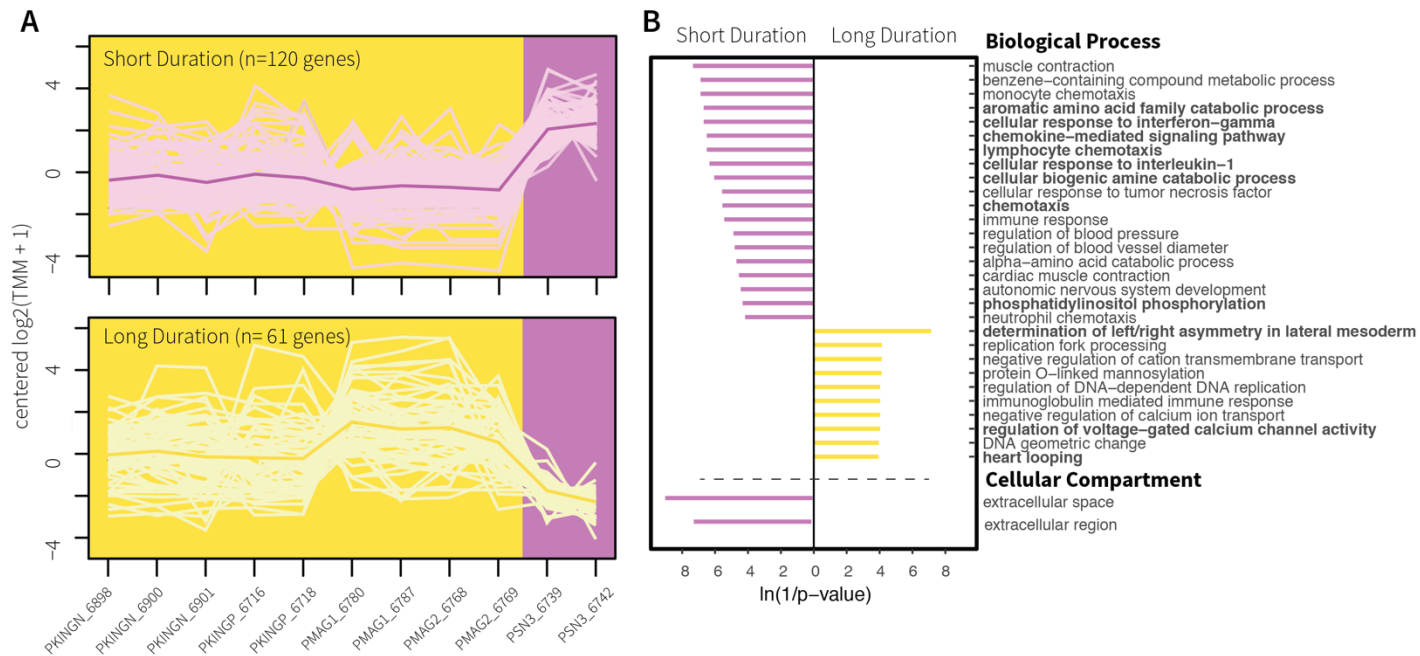 A
Short Duration (n=120 genes)
4
0
−4
Long Duration (n= 61 genes)
4
0
−4
centered log2(TMM + 1)
PKINGN_6898
PKINGN_6900
PKINGN_6901
PKINGP_6716
PKINGP_6718
PMAG1_6780
PMAG1_6787
PMAG2_6768
PMAG2_6769
PSN3_6739
PSN3_6742
B
Short Duration
Long Duration
Biological Process
muscle contraction
benzene−containing compound metabolic process
monocyte chemotaxis
aromatic amino acid family catabolic process
cellular response to interferon−gamma
chemokine−mediated signaling pathway
lymphocyte chemotaxis
cellular response to interleukin−1
cellular biogenic amine catabolic process
cellular response to tumor necrosis factor
chemotaxis
immune response
regulation of blood pressure
regulation of blood vessel diameter
alpha−amino acid catabolic process
cardiac muscle contraction
autonomic nervous system development
phosphatidylinositol phosphorylation
neutrophil chemotaxis
determination of left/right asymmetry in lateral mesoderm
replication fork processing
negative regulation of cation transmembrane transport
protein O−linked mannosylation
regulation of DNA−dependent DNA replication
immunoglobulin mediated immune response
negative regulation of calcium ion transport
regulation of voltage−gated calcium channel activity
DNA geometric change
heart looping
Cellular Compartment
extracellular space
extracellular region
8 6 4 2 0 2 4 6 8
ln(1/p−value)